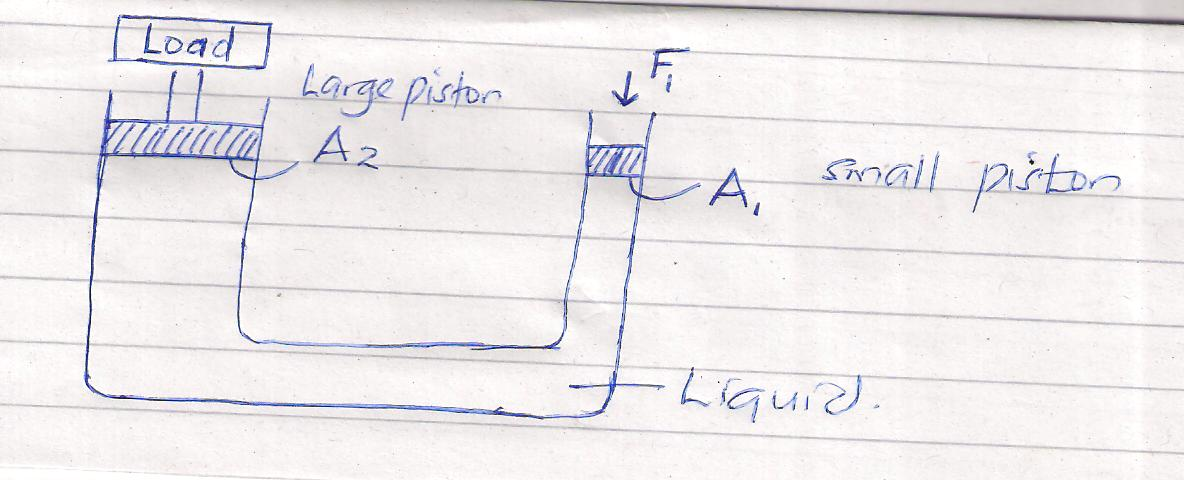 Load
Large piston
F₁
A₂
A₁
small piston
Liquid.